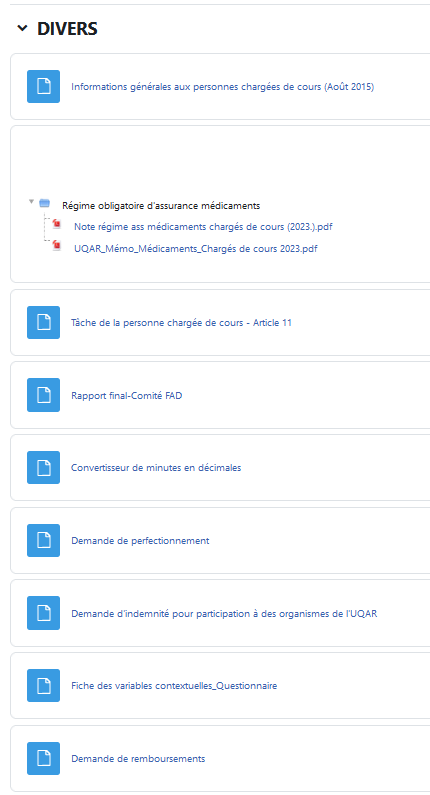 DIVERS
Informations générales aux personnes chargées de cours (Août 2015)
Régime obligatoire d'assurance médicaments
Note régime ass médicaments chargés de cours (2023.).pdf
UQAR_Mémo_Médicaments_Chargés de cours 2023.pdf
Tâche de la personne chargée de cours - Article 11
Rapport final-Comité FAD
Convertisseur de minutes en décimales
Demande de perfectionnement
Demande d'indemnité pour participation à des organismes de l'UQAR
Fiche des variables contextuelles_Questionnaire
Demande de remboursements